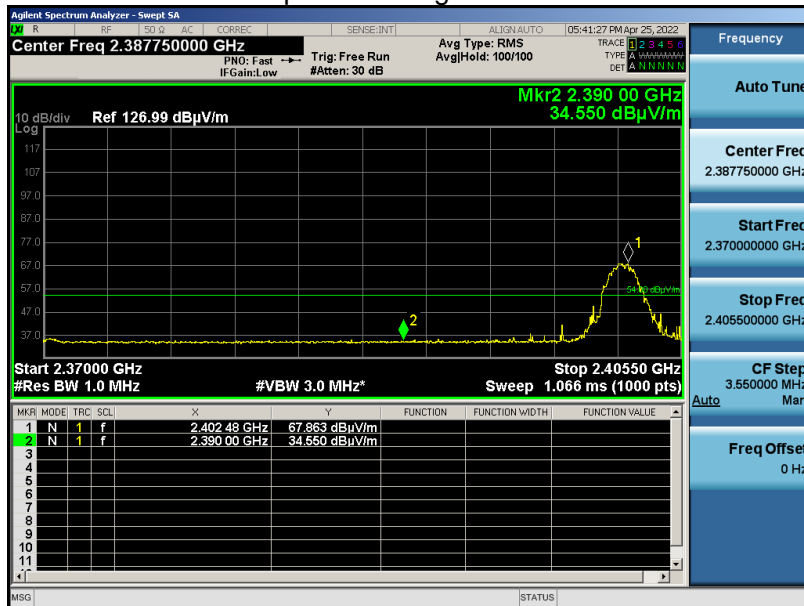 Agilent Spectrum Analyzer - Swept SA
LXI R RF 50 Ω AC CORREC SENSE:INT ALIGN AUTO 05:41:27 PM Apr 25, 2022
Center Freq 2.387750000 GHz
PNO: Fast
IFGain:Low
Trig: Free Run
#Atten: 30 dB
Avg Type: RMS
Avg|Hold: 100/100
TRACE 1 2 3 4 5 6
TYPE A
DET A N N N N N
Mkr2 2.390 00 GHz
34.550 dBµV/m
10 dB/div Ref 126.99 dBµV/m
Log
117
107
97.0
87.0
77.0
67.0
57.0
47.0
37.0
1
2
Start 2.37000 GHz Stop 2.40550 GHz
#Res BW 1.0 MHz #VBW 3.0 MHz* Sweep 1.066 ms (1000 pts)
MKR MODE TRC SCL X Y FUNCTION FUNCTION WIDTH FUNCTION VALUE
1 N 1 f 2.402 48 GHz 67.863 dBµV/m
2 N 1 f 2.390 00 GHz 34.550 dBµV/m
3
4
5
6
7
8
9
10
11
MSG STATUS
Frequency
Auto Tune
Center Freq
2.387750000 GHz
Start Freq
2.370000000 GHz
Stop Freq
2.405500000 GHz
CF Step
3.550000 MHz
Auto Man
Freq Offset
0 Hz